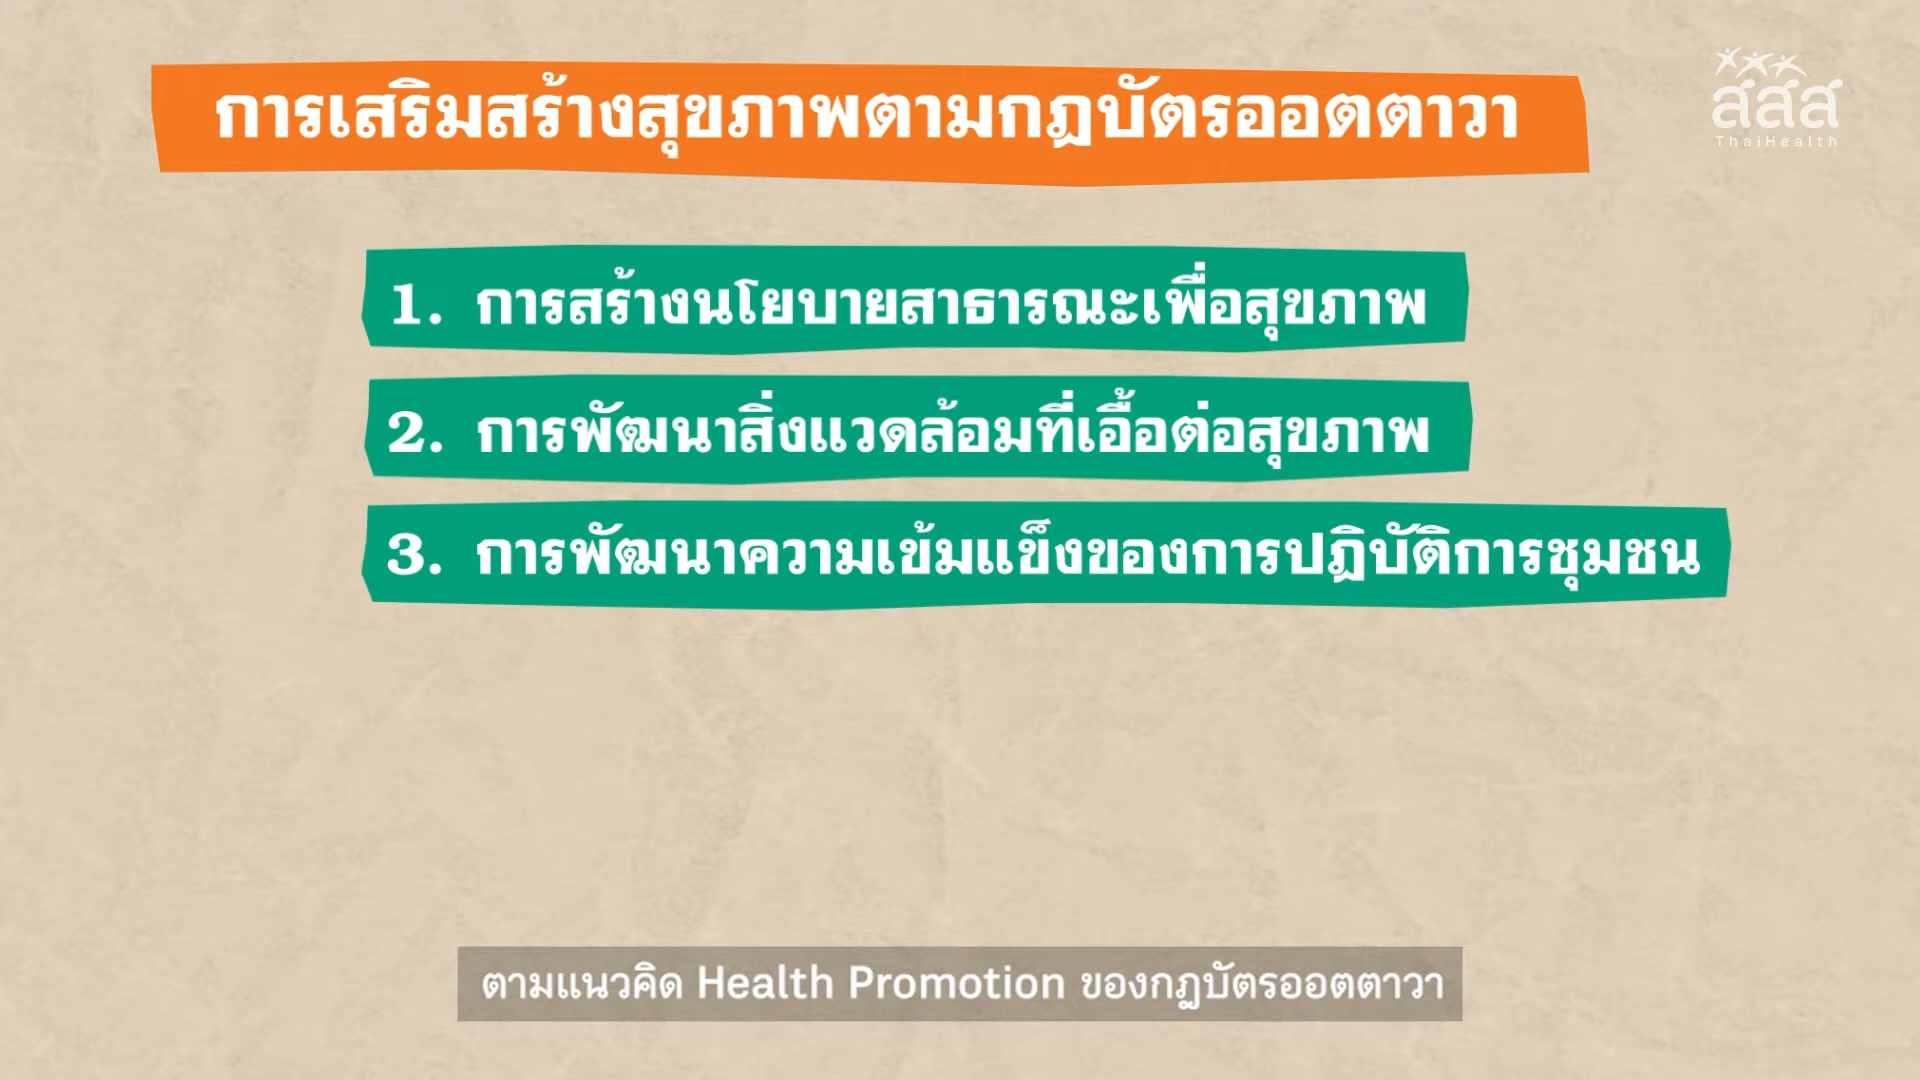 การเสริมสร้างสุขภาพตามกฎบัตรออตตาวา
สสส
ThaiHealth
1. การสร้างนโยบายสาธารณะเพื่อสุขภาพ
2. การพัฒนาสิ่งแวดล้อมที่เอื้อต่อสุขภาพ
3. การพัฒนาความเข้มแข็งของการปฏิบัติการชุมชน
ตามแนวคิด Health Promotion ของกฎบัตรออตตาวา